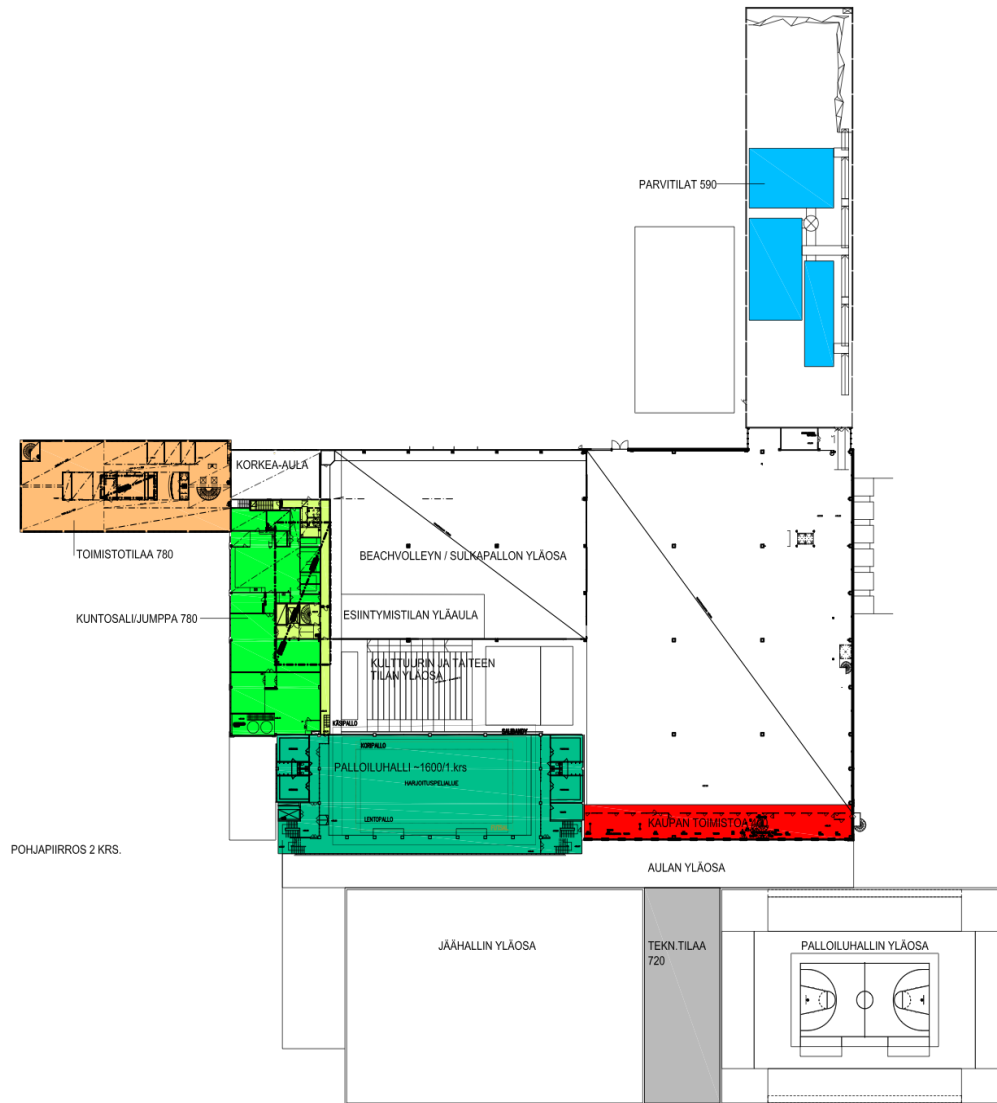 PARVITILAT 590
KORKEA-AULA
TOIMISTOTILAA 780
BEACHVOLLEYN / SULKAPALLON YLÄOSA
KUNTOSALI/JUMPPA 780
ESIINTYMISTILAN YLÄAULA
KULTTUURIN JA TAITEEN
TILAN YLÄOSA
KÄSIPALLO
SALIBANDY
KORIPALLO
PALLOILUHALLI ~1600/1.krs
HARJOITUSPELIALUE
LENTOPALLO
KAUPAN TOIMISTOA
POHJAPIIRROS 2 KRS.
AULAN YLÄOSA
JÄÄHALLIN YLÄOSA
TEKN.TILAA
720
PALLOILUHALLIN YLÄOSA